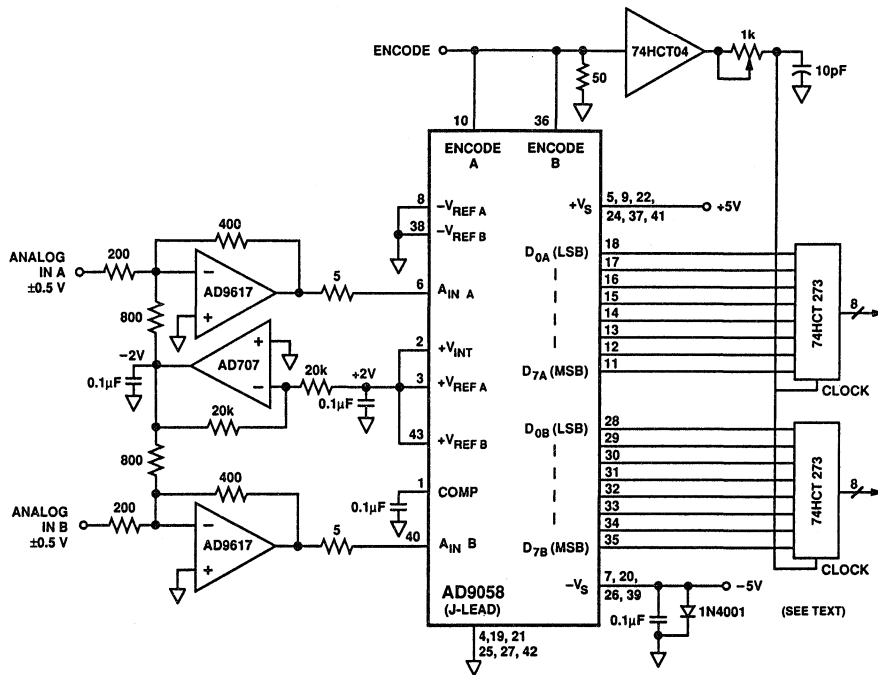 ENCODE
74HCT04
1k
10pF
50
10
36
ENCODE
A
ENCODE
B
8
–VREF A
38
–VREF B
+VS
5, 9, 22,
24, 37, 41
+5V
400
200
ANALOG
IN A
±0.5 V
–
AD9617
+
5
6
AIN A
800
–2V
0.1µF
AD707
+
–
20k
20k
+2V
0.1µF
2
+VINT
3
+VREF A
43
+VREF B
D0A (LSB)
18
17
16
15
14
13
12
D7A (MSB)
11
74HCT 273
8
CLOCK
D0B (LSB)
28
29
30
31
32
33
34
D7B (MSB)
35
74HCT 273
8
CLOCK
800
400
200
ANALOG
IN B
±0.5 V
–
AD9617
+
5
1
COMP
0.1µF
40
AIN B
AD9058
(J-LEAD)
–VS
7, 20,
26, 39
–5V
0.1µF
1N4001
(SEE TEXT)
4,19, 21
25, 27, 42